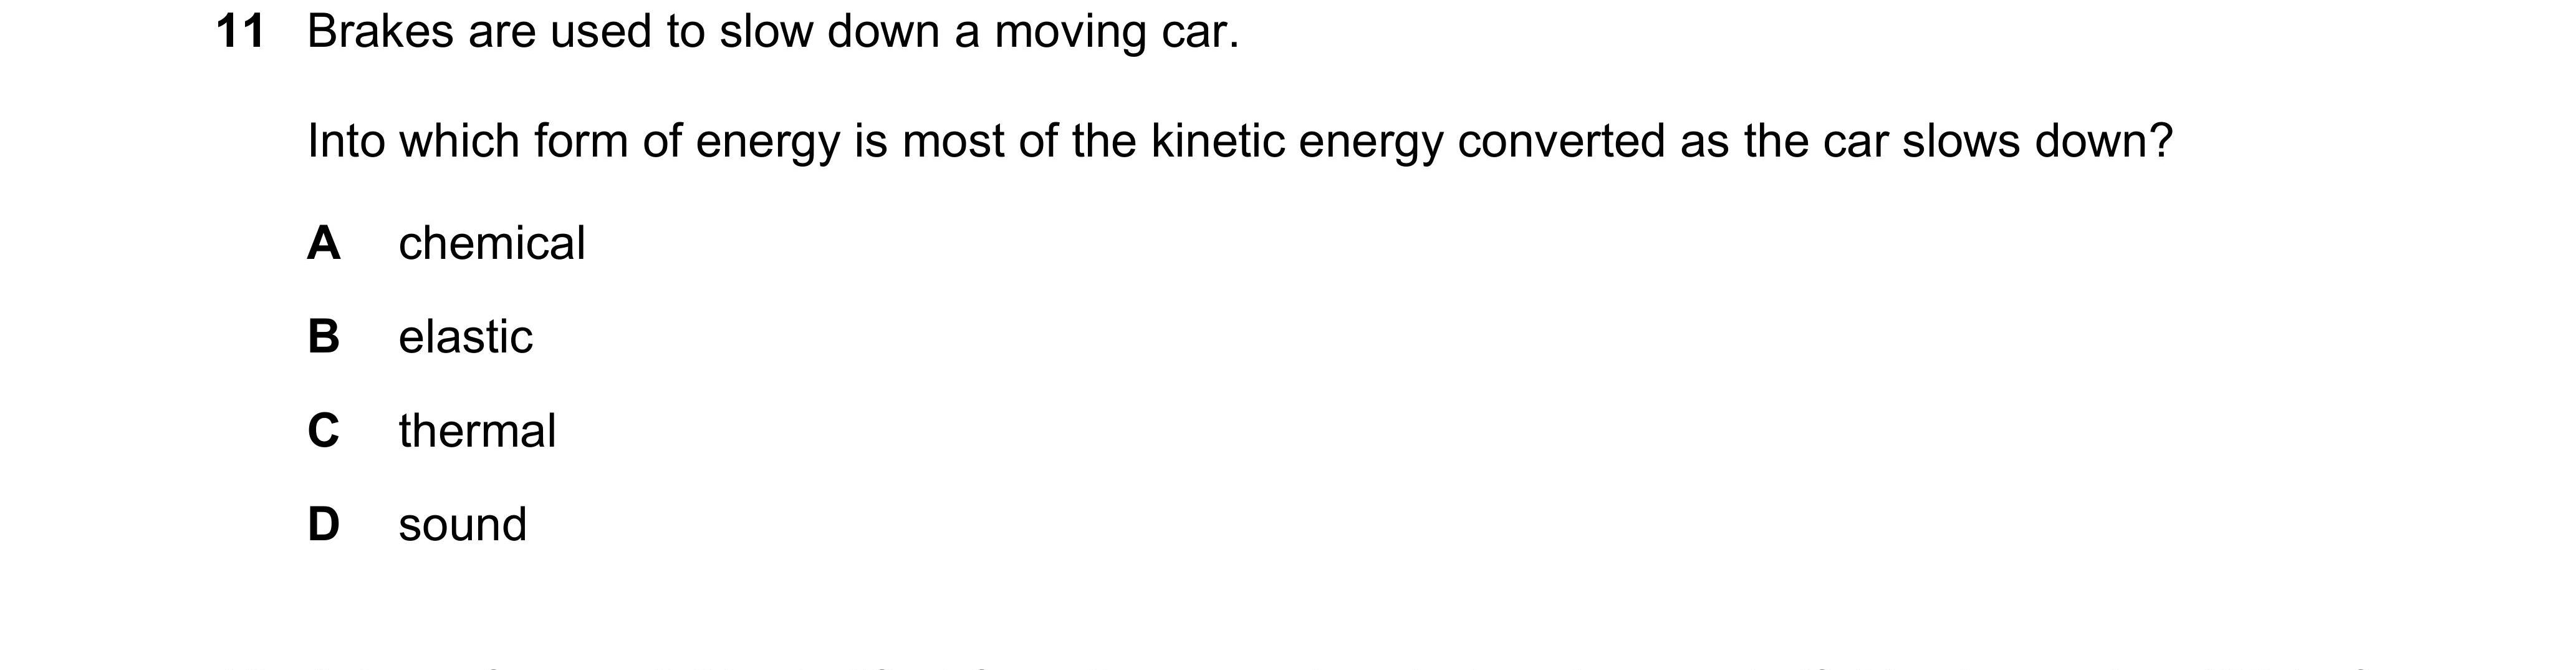 11 Brakes are used to slow down a moving car.
Into which form of energy is most of the kinetic energy converted as the car slows down?
A chemical
B elastic
C thermal
D sound